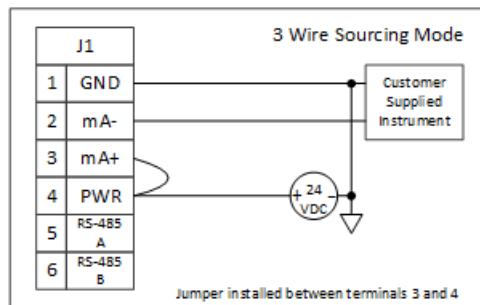 3 Wire Sourcing Mode
J1
1 GND
2 mA-
3 mA+
4 PWR
5 RS-485
A
6 RS-485
B
Customer
Supplied
Instrument
+ 24 -
VDC
Jumper installed between terminals 3 and 4